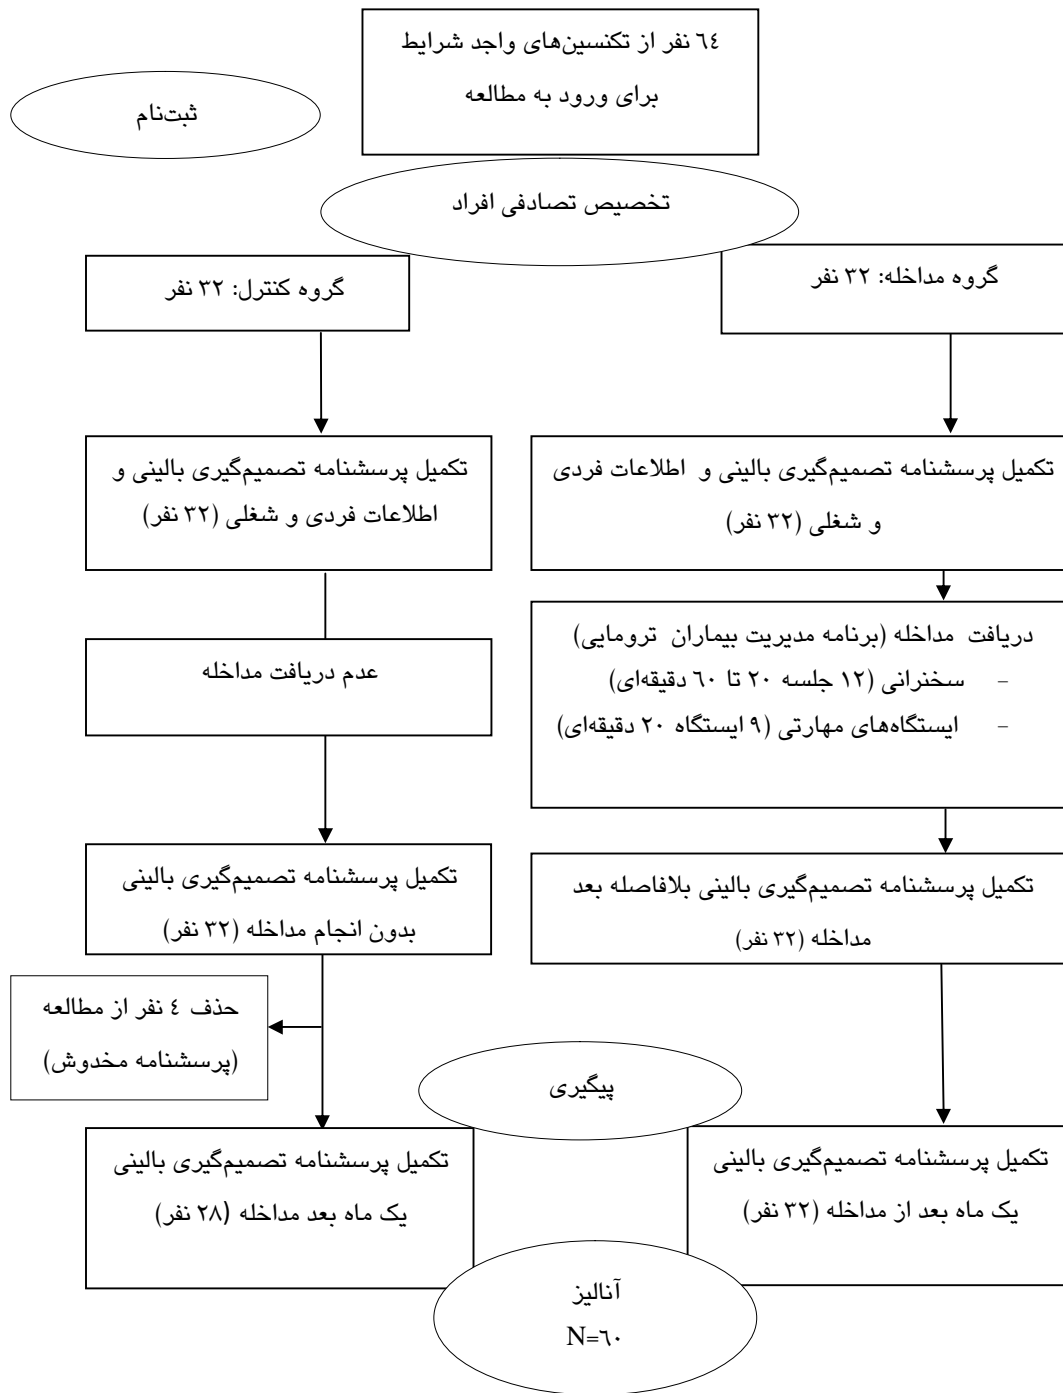 ٦٤ نفر از تکنسین‌های واجد شرایط
برای ورود به مطالعه
ثبت‌نام
تخصیص تصادفی افراد
گروه مداخله: ۳۲ نفر
گروه کنترل: ۳۲ نفر
تکمیل پرسشنامه تصمیم‌گیری بالینی و اطلاعات فردی
و شغلی (۳۲ نفر)
تکمیل پرسشنامه تصمیم‌گیری بالینی و
اطلاعات فردی و شغلی (۳۲ نفر)
دریافت مداخله (برنامه مدیریت بیماران ترومایی)
- سخنرانی (۱۲ جلسه ۲۰ تا ٦۰ دقیقه‌ای)
- ایستگاه‌های مهارتی (۹ ایستگاه ۲۰ دقیقه‌ای)
عدم دریافت مداخله
تکمیل پرسشنامه تصمیم‌گیری بالینی بلافاصله بعد
مداخله (۳۲ نفر)
تکمیل پرسشنامه تصمیم‌گیری بالینی
بدون انجام مداخله (۳۲ نفر)
حذف ٤ نفر از مطالعه
(پرسشنامه مخدوش)
پیگیری
تکمیل پرسشنامه تصمیم‌گیری بالینی
یک ماه بعد از مداخله (۳۲ نفر)
تکمیل پرسشنامه تصمیم‌گیری بالینی
یک ماه بعد مداخله (۲۸ نفر)
آنالیز
N=٦۰